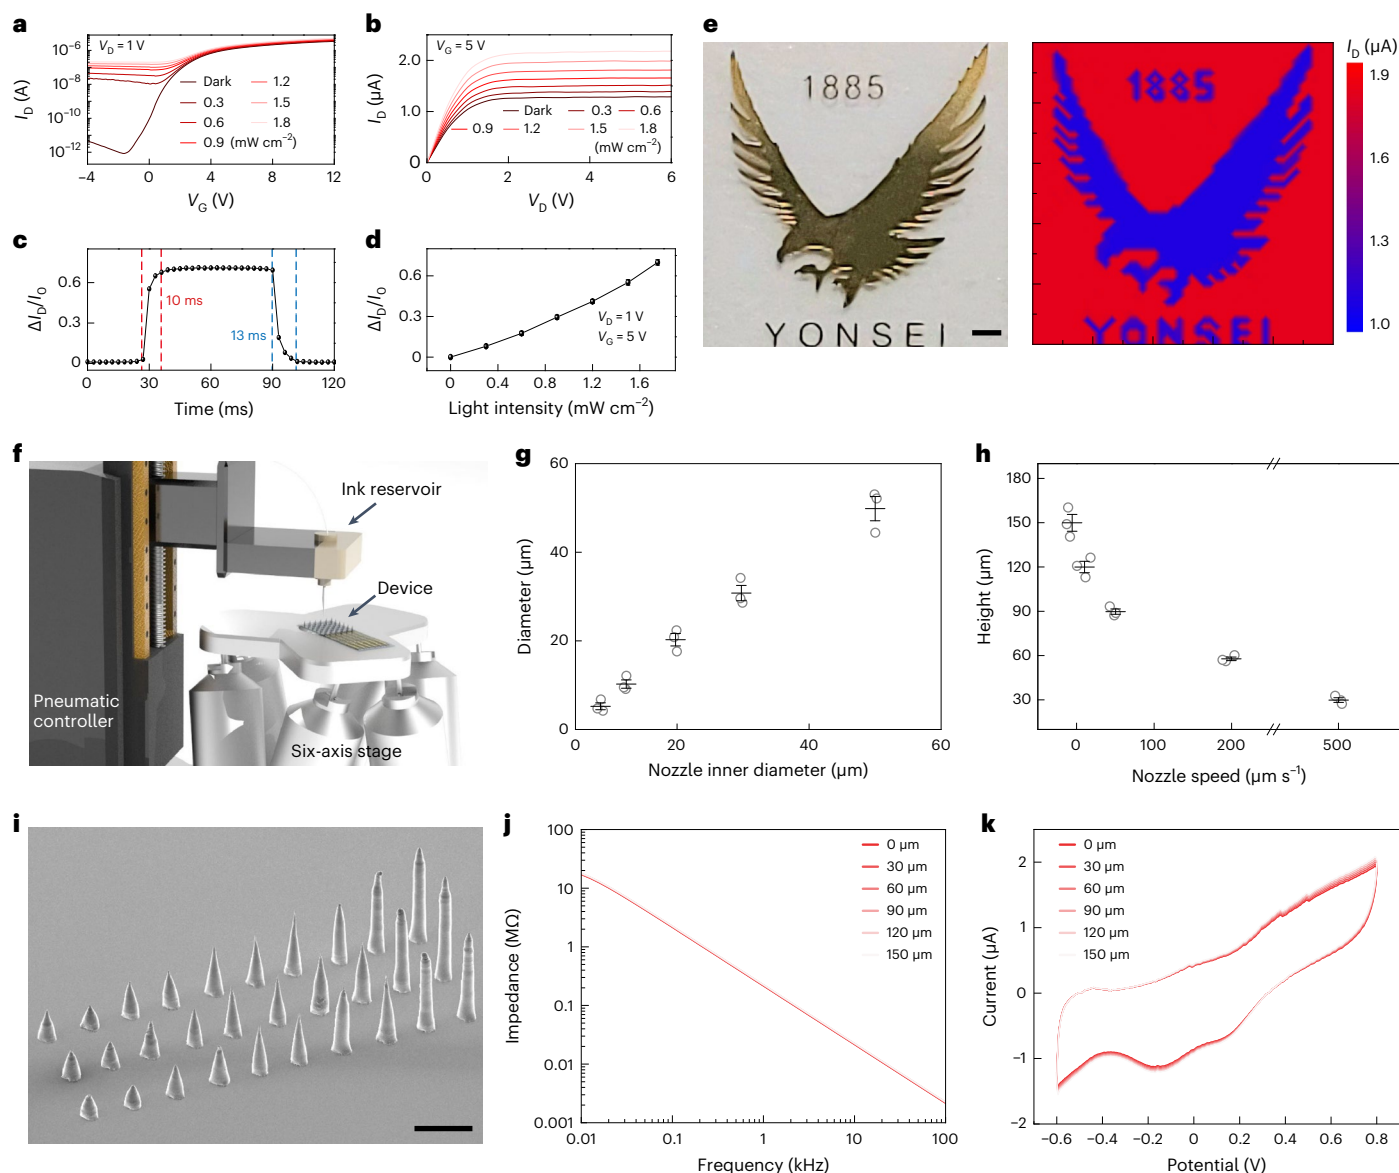 a
V_D = 1 V
10⁻⁶
10⁻⁸
10⁻¹⁰
10⁻¹²
I_D (A)
Dark
0.3
0.6
0.9 (mW cm⁻²)
1.2
1.5
1.8
−4
0
4
8
12
V_G (V)
b
V_G = 5 V
2.0
1.0
0
I_D (µA)
Dark
0.3
0.6
0.9
1.2
1.5
1.8
(mW cm⁻²)
0
2
4
6
V_D (V)
c
ΔI_D/I_0
0.6
0.3
0
10 ms
13 ms
0
30
60
90
120
Time (ms)
d
ΔI_D/I_0
0.6
0.3
0
V_D = 1 V
V_G = 5 V
0
0.4
0.8
1.2
1.6
Light intensity (mW cm⁻²)
e
1885
YONSEI
1885
YONSEI
I_D (µA)
1.9
1.6
1.3
1.0
f
Ink reservoir
Device
Pneumatic
controller
Six-axis stage
g
60
40
20
0
Diameter (µm)
0
20
40
60
Nozzle inner diameter (µm)
h
180
150
120
90
60
30
Height (µm)
0
100
200
500
Nozzle speed (µm s⁻¹)
i
j
100
10
1
0.1
0.01
0.001
Impedance (MΩ)
0 µm
30 µm
60 µm
90 µm
120 µm
150 µm
0.01
0.1
1
10
100
Frequency (kHz)
k
2
1
0
−1
−2
Current (µA)
0 µm
30 µm
60 µm
90 µm
120 µm
150 µm
−0.6
−0.4
−0.2
0
0.2
0.4
0.6
0.8
Potential (V)